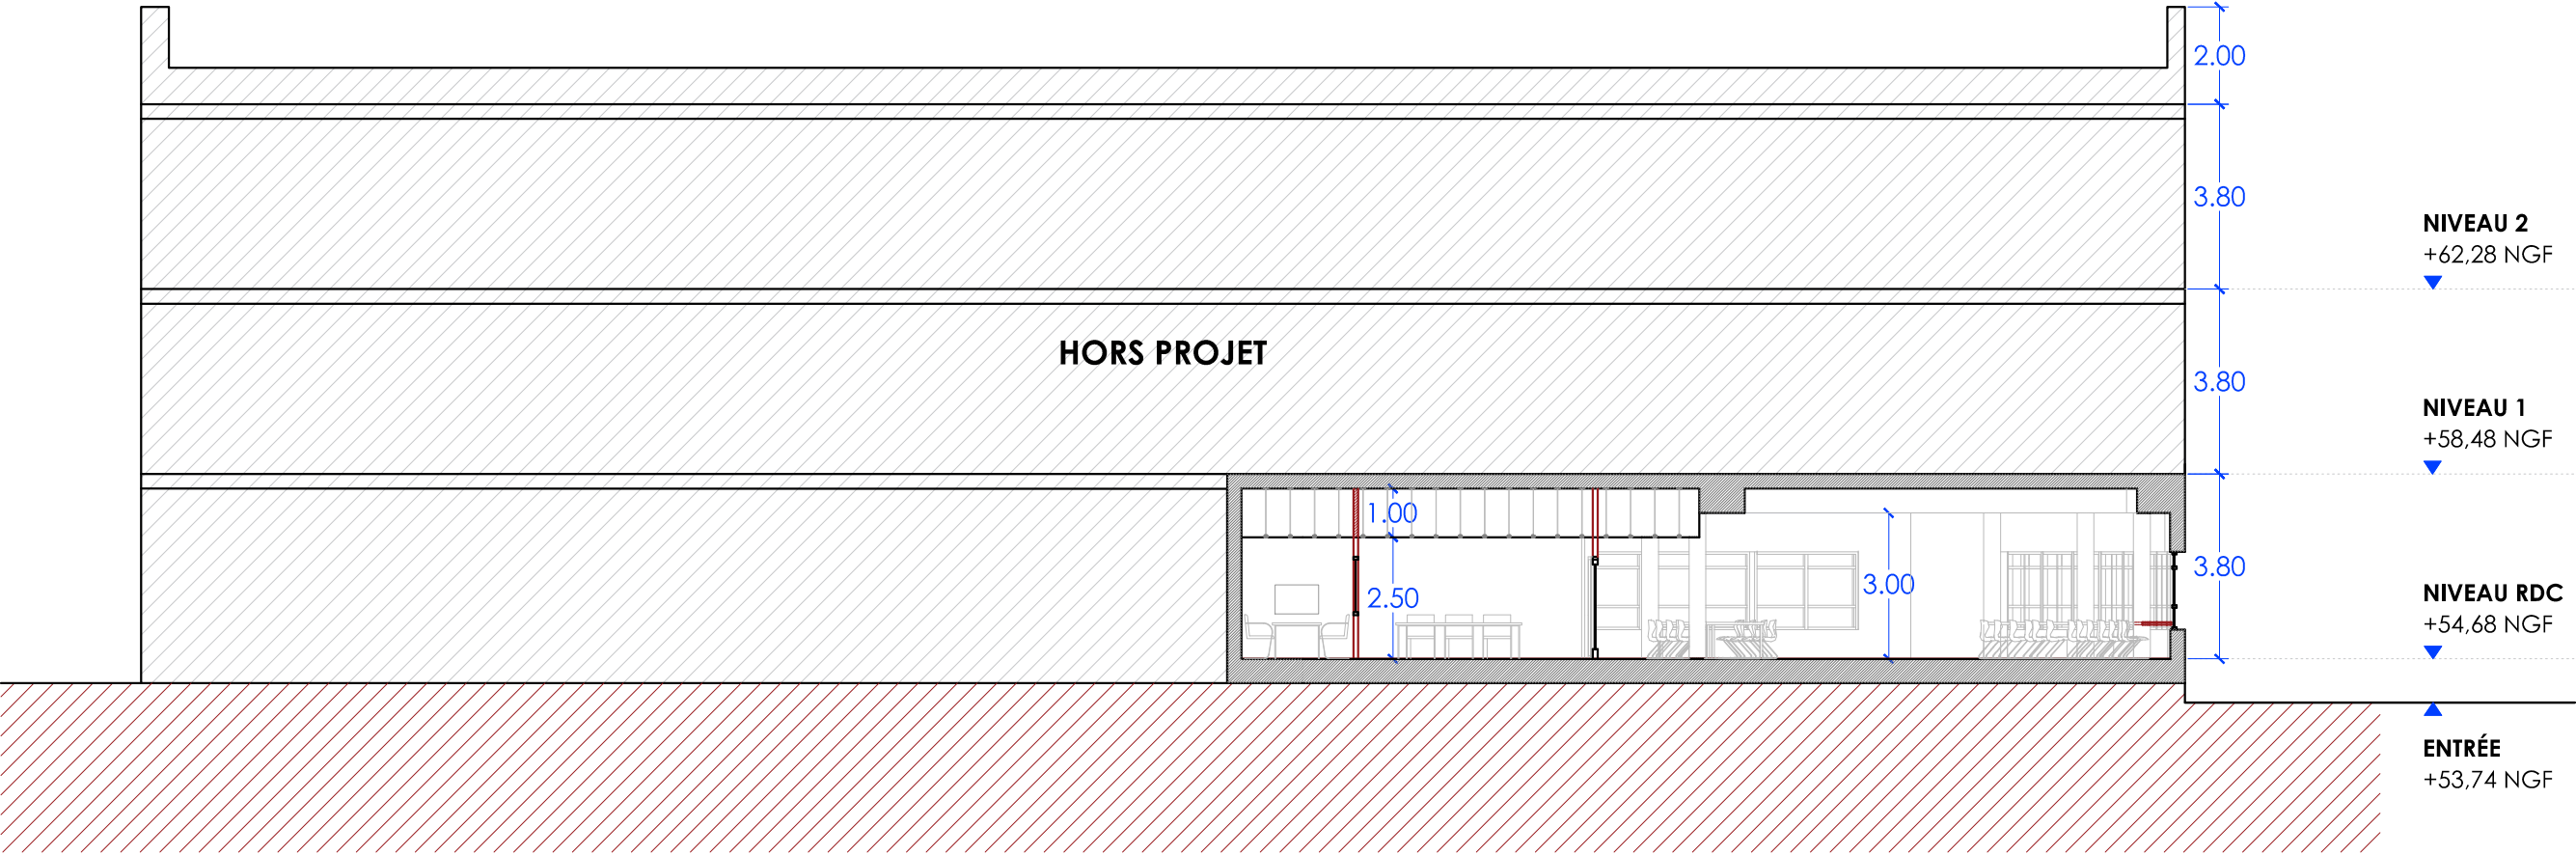 2.00
3.80
NIVEAU 2
+62,28 NGF
HORS PROJET
3.80
NIVEAU 1
+58,48 NGF
1.00
2.50
3.00
3.80
NIVEAU RDC
+54,68 NGF
ENTRÉE
+53,74 NGF